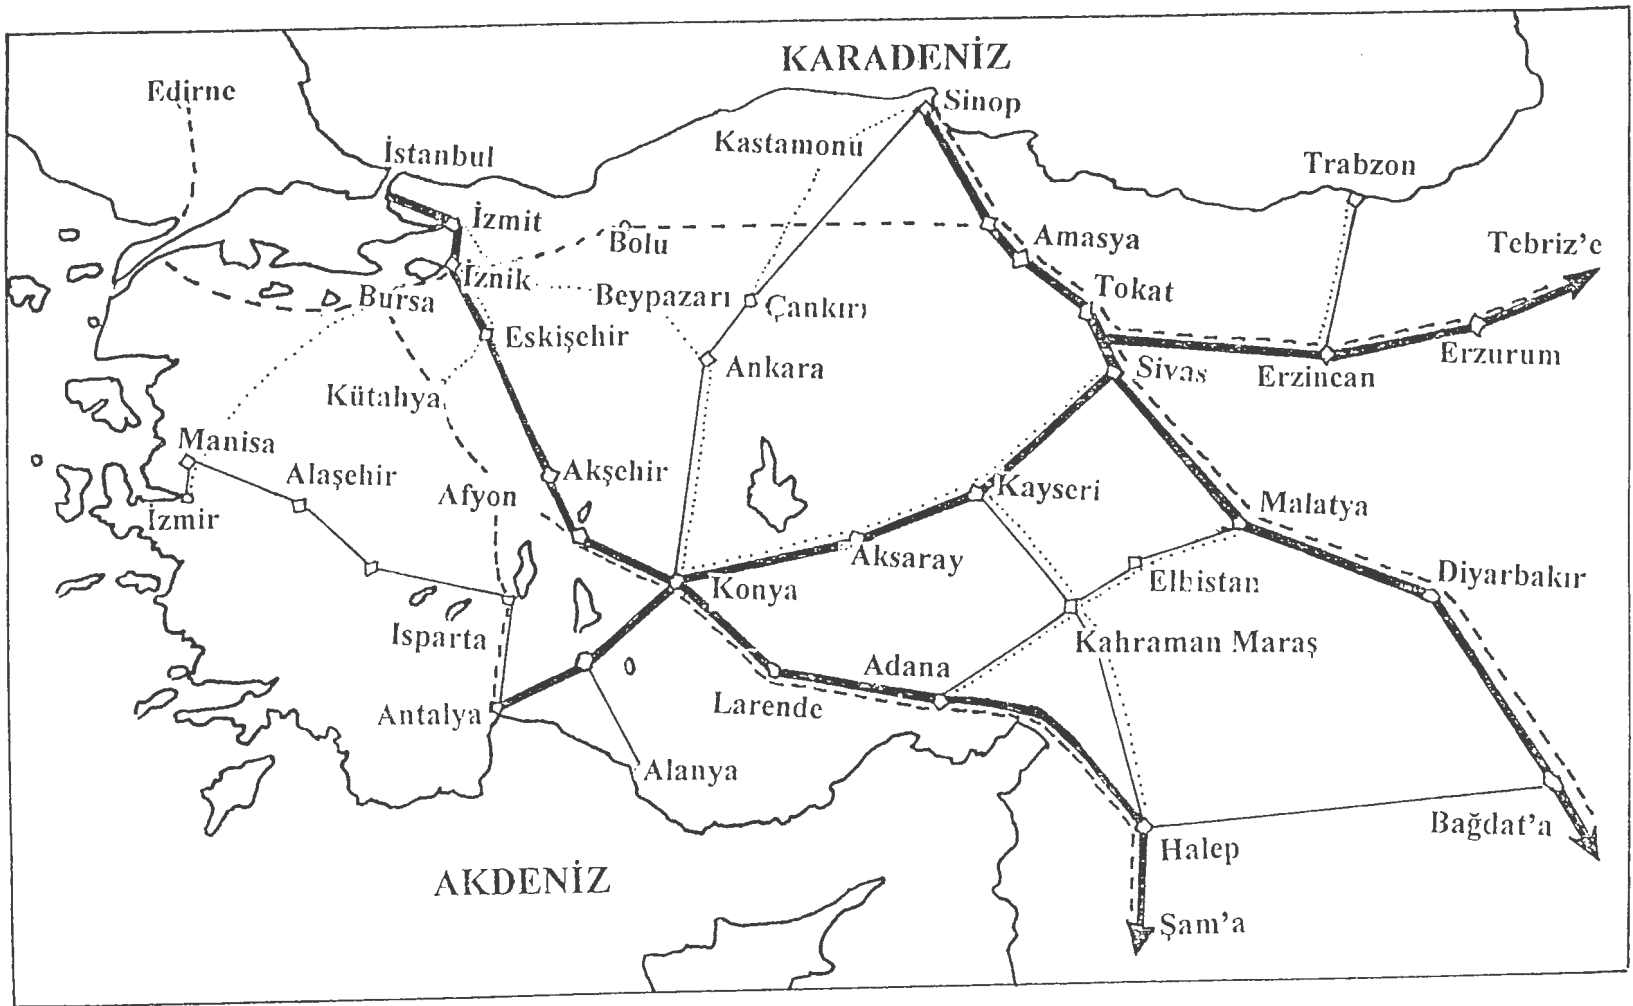 KARADENİZ
Edirne
Sinop
İstanbul
Kastamonu
Trabzon
İzmit
Bolu
Amasya
Tebriz'e
İznik
Bursa
Beypazarı
Çankırı
Tokat
Eskişehir
Ankara
Sivas
Erzincan
Erzurum
Kütahya
Manisa
Alaşehir
Akşehir
Afyon
Kayseri
Malatya
İzmir
Aksaray
Elbistan
Diyarbakır
Konya
Isparta
Kahraman Maraş
Adana
Antalya
Larende
Alanya
Bağdat'a
Halep
AKDENİZ
Şam'a